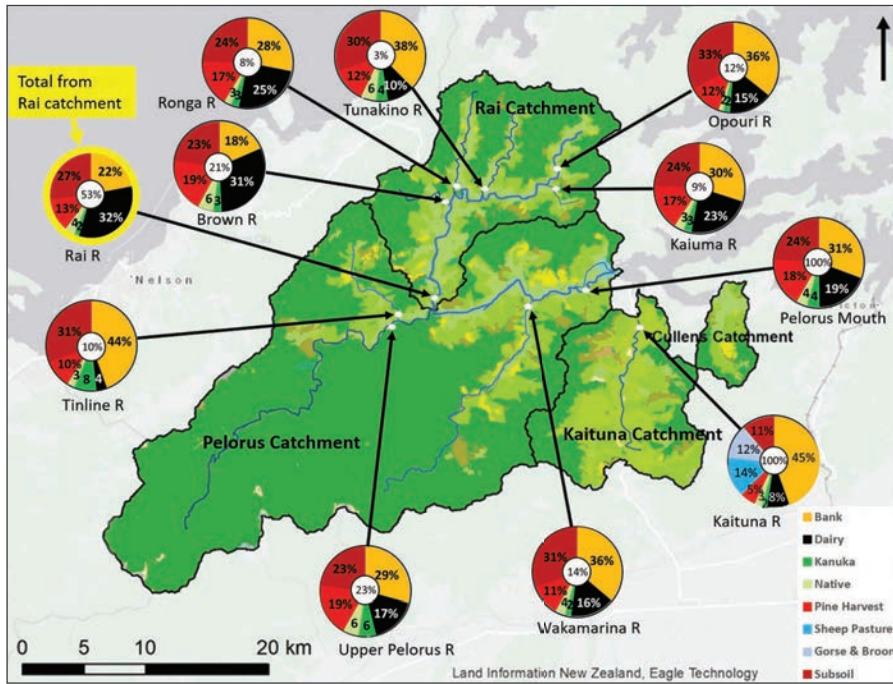 Total from
Rai catchment
24%
28%
8%
17%
3
3
25%
Ronga R
30%
38%
3%
12%
6
4
10%
Tunakino R
Rai Catchment
33%
36%
12%
12%
2
2
15%
Opouri R
27%
22%
53%
13%
4
2
32%
Rai R
23%
18%
21%
19%
6
3
31%
Brown R
24%
30%
9%
17%
3
3
23%
Kaiuma R
24%
31%
100%
18%
4
4
19%
Pelorus Mouth
Nelson
icton
31%
44%
10%
10%
3
8
4
Tinline R
Cullens Catchment
Pelorus Catchment
Kaituna Catchment
11%
12%
45%
100%
14%
5%
3
8%
Kaituna R
23%
29%
23%
19%
6
6
17%
Upper Pelorus R
31%
36%
14%
11%
4
2
16%
Wakamarina R
Bank
Dairy
Kanuka
Native
Pine Harvest
Sheep Pasture
Gorse & Broon
Subsoil
0 5 10 20 km
Land Information New Zealand, Eagle Technology